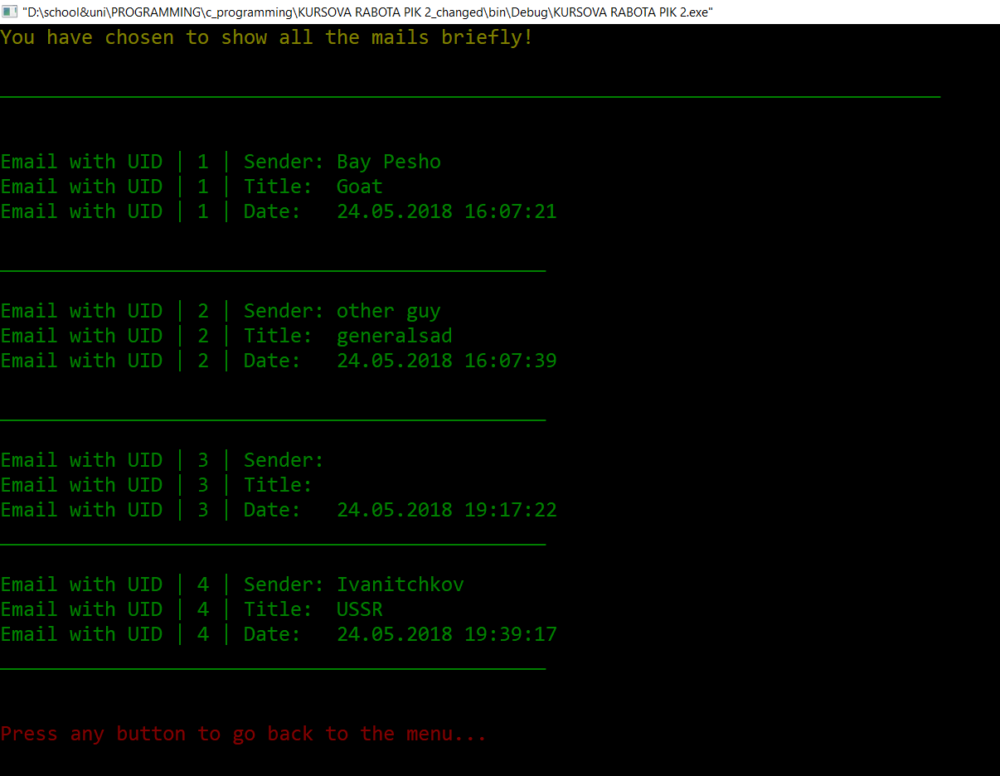 "D:\school&uni\PROGRAMMING\c_programming\KURSOVA RABOTA PIK 2_changed\bin\Debug\KURSOVA RABOTA PIK 2.exe"
You have chosen to show all the mails briefly!
Email with UID | 1 | Sender: Bay Pesho
Email with UID | 1 | Title:  Goat
Email with UID | 1 | Date:   24.05.2018 16:07:21
Email with UID | 2 | Sender: other guy
Email with UID | 2 | Title:  generalsad
Email with UID | 2 | Date:   24.05.2018 16:07:39
Email with UID | 3 | Sender:
Email with UID | 3 | Title:
Email with UID | 3 | Date:   24.05.2018 19:17:22
Email with UID | 4 | Sender: Ivanitchkov
Email with UID | 4 | Title:  USSR
Email with UID | 4 | Date:   24.05.2018 19:39:17
Press any button to go back to the menu...